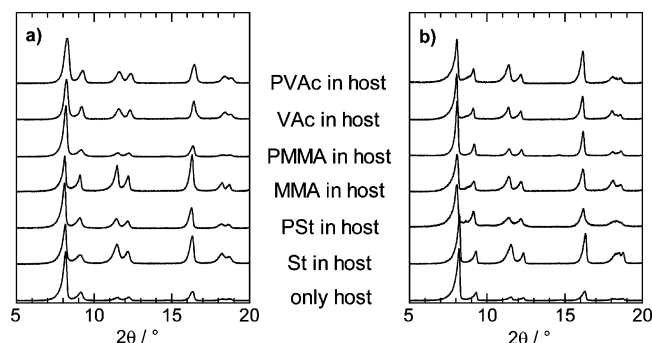 a)
b)
PVAc in host
VAc in host
PMMA in host
MMA in host
PSt in host
St in host
only host
5 10 15 20
5 10 15 20
2θ / °
2θ / °